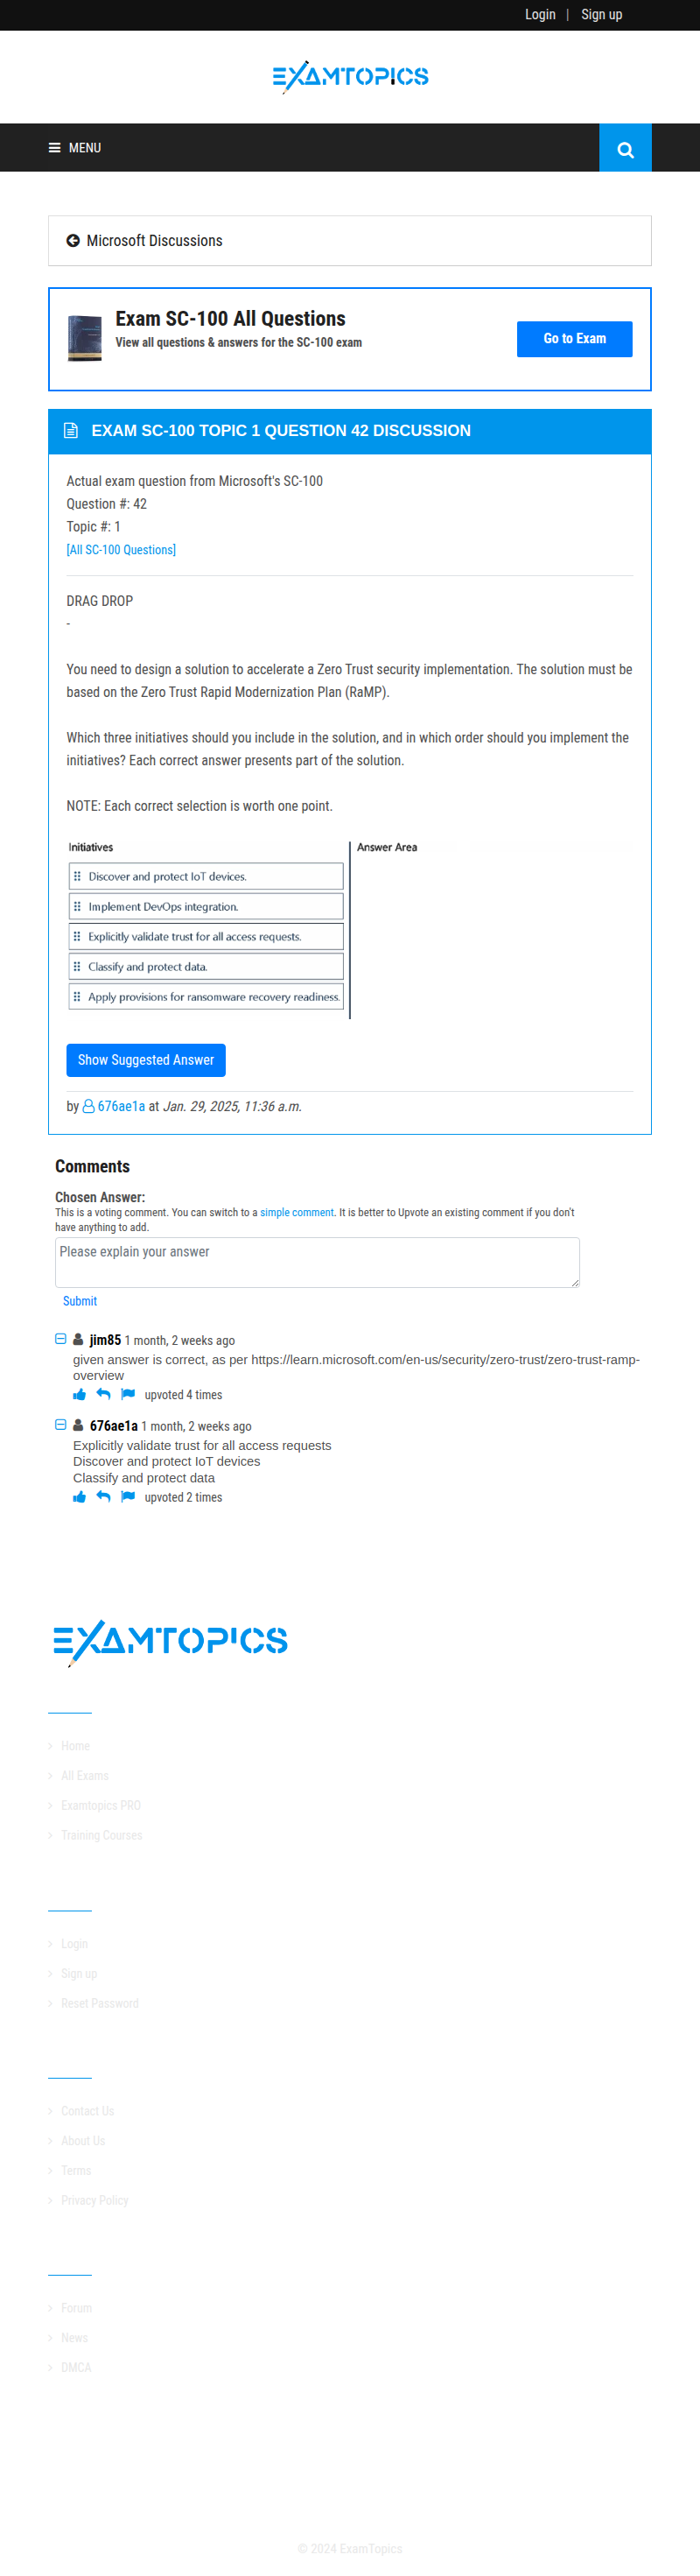 Login | Sign up
EXAMTOPICS
MENU
Microsoft Discussions
Exam SC-100 All Questions
View all questions & answers for the SC-100 exam
Go to Exam
EXAM SC-100 TOPIC 1 QUESTION 42 DISCUSSION
Actual exam question from Microsoft's SC-100
Question #: 42
Topic #: 1
[All SC-100 Questions]
DRAG DROP
-
You need to design a solution to accelerate a Zero Trust security implementation. The solution must be
based on the Zero Trust Rapid Modernization Plan (RaMP).
Which three initiatives should you include in the solution, and in which order should you implement the
initiatives? Each correct answer presents part of the solution.
NOTE: Each correct selection is worth one point.
Initiatives
Answer Area
Discover and protect IoT devices.
Implement DevOps integration.
Explicitly validate trust for all access requests.
Classify and protect data.
Apply provisions for ransomware recovery readiness.
Show Suggested Answer
by 676ae1a at Jan. 29, 2025, 11:36 a.m.
Comments
Chosen Answer:
This is a voting comment. You can switch to a simple comment. It is better to Upvote an existing comment if you don't
have anything to add.
Please explain your answer
Submit
jim85 1 month, 2 weeks ago
given answer is correct, as per https://learn.microsoft.com/en-us/security/zero-trust/zero-trust-ramp-
overview
upvoted 4 times
676ae1a 1 month, 2 weeks ago
Explicitly validate trust for all access requests
Discover and protect IoT devices
Classify and protect data
upvoted 2 times
EXAMTOPICS
Home
All Exams
Examtopics PRO
Training Courses
Login
Sign up
Reset Password
Contact Us
About Us
Terms
Privacy Policy
Forum
News
DMCA
© 2024 ExamTopics